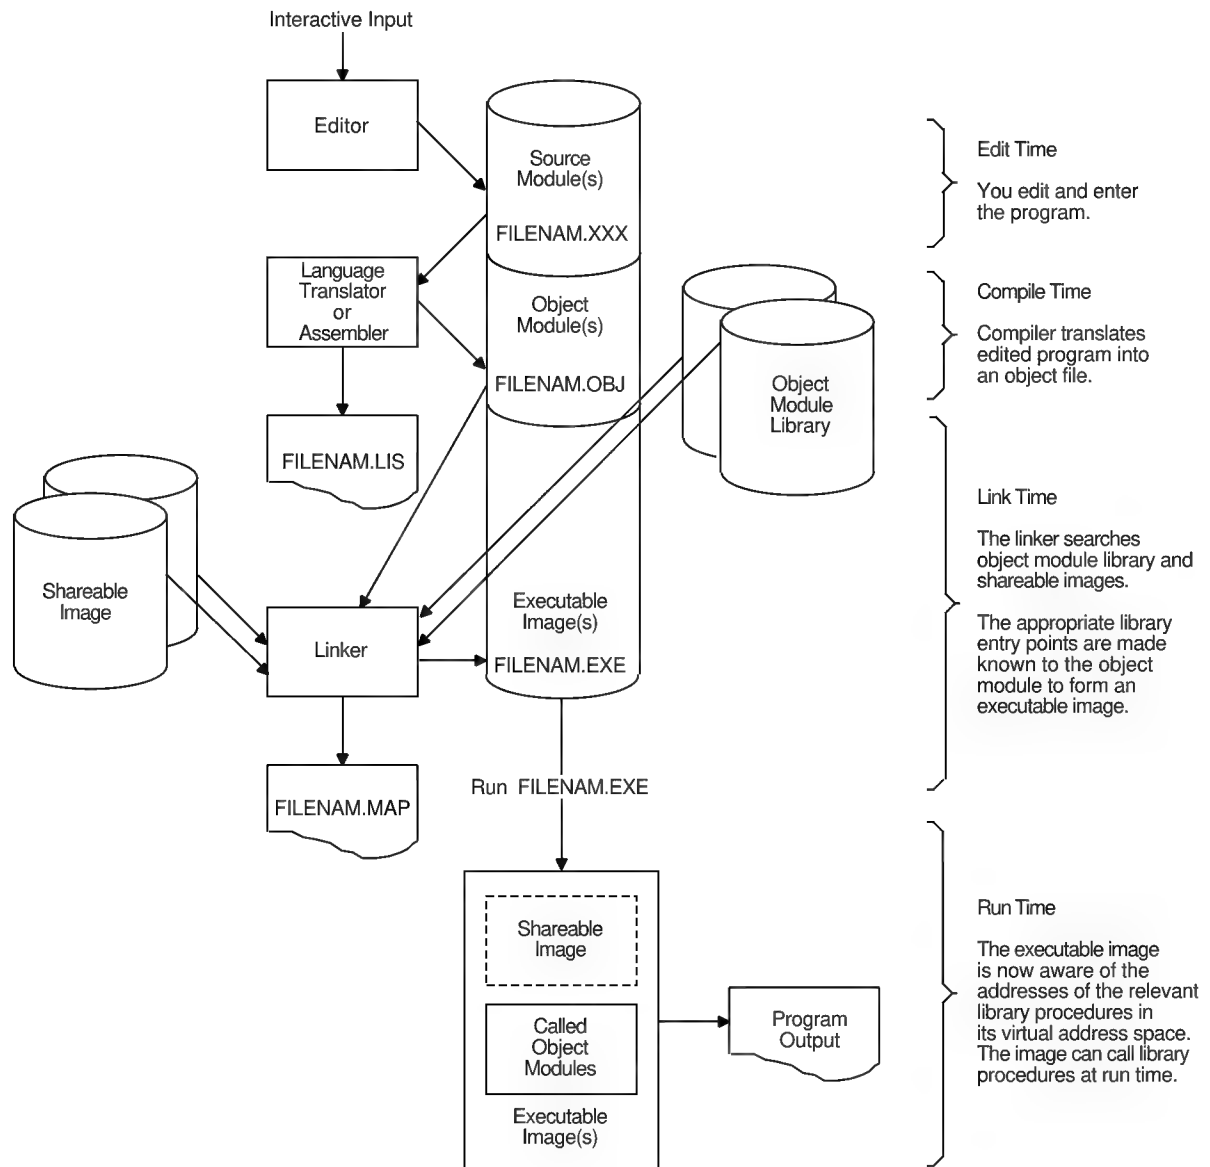 Interactive Input
Editor
Source
Module(s)
FILENAM.XXX
Language
Translator
or
Assembler
Object
Module(s)
FILENAM.OBJ
FILENAM.LIS
Object
Module
Library
Shareable
Image
Linker
Executable
Image(s)
FILENAM.EXE
FILENAM.MAP
Run FILENAM.EXE
Shareable
Image
Called
Object
Modules
Executable
Image(s)
Program
Output
Edit Time
You edit and enter
the program.
Compile Time
Compiler translates
edited program into
an object file.
Link Time
The linker searches
object module library and
shareable images.
The appropriate library
entry points are made
known to the object
module to form an
executable image.
Run Time
The executable image
is now aware of the
addresses of the relevant
library procedures in
its virtual address space.
The image can call library
procedures at run time.